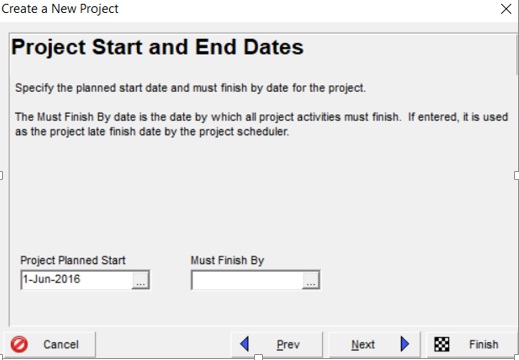 Create a New Project
Project Start and End Dates
Specify the planned start date and must finish by date for the project.
The Must Finish By date is the date by which all project activities must finish.  If entered, it is used
as the project late finish date by the project scheduler.
Project Planned Start
Must Finish By
1-Jun-2016
...
...
Cancel
Prev
Next
Finish